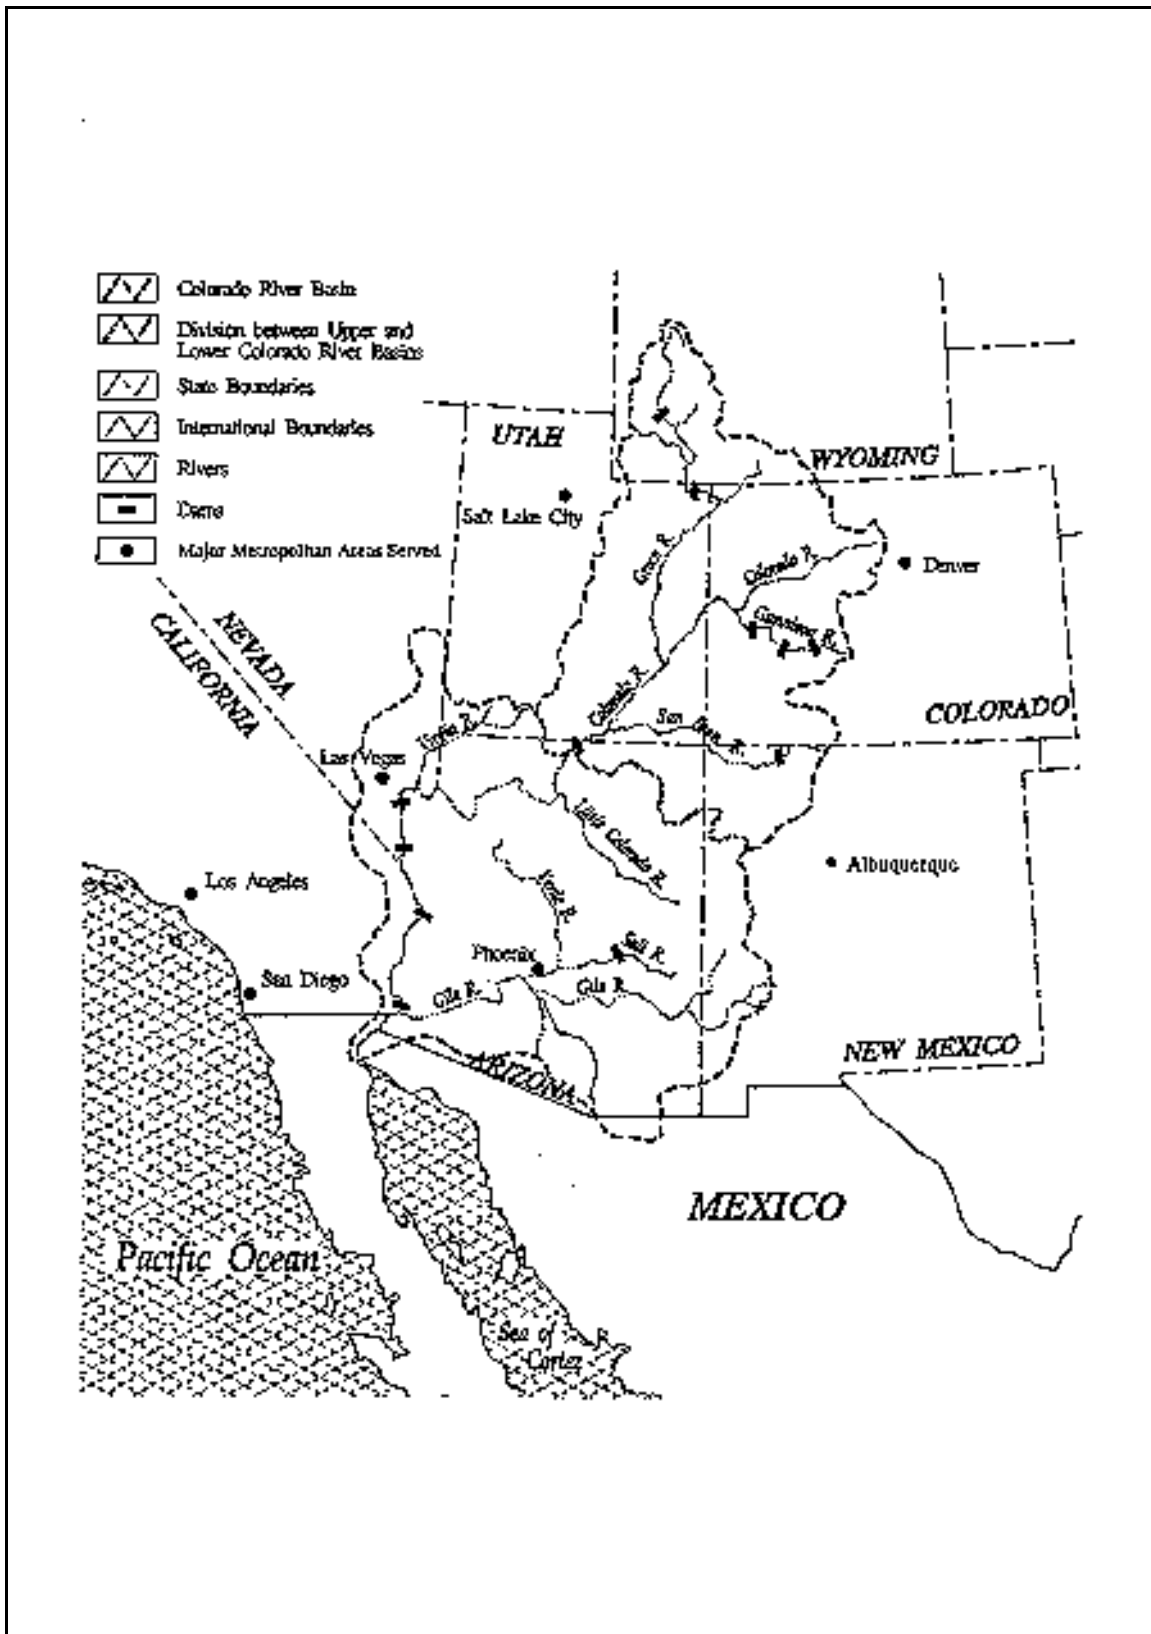 Colorado River Basin
Division between Upper and
Lower Colorado River Basins
State Boundaries
International Boundaries
Rivers
Dams
Major Metropolitan Areas Served
UTAH
WYOMING
Salt Lake City
Green R.
Colorado R.
Denver
Gunnison R.
NEVADA
CALIFORNIA
Colorado R.
San Juan R.
COLORADO
Virgin R.
Las Vegas
Little Colorado R.
Albuquerque
Los Angeles
Verde R.
Phoenix
Salt R.
San Diego
Gila R.
Gila R.
ARIZONA
NEW MEXICO
MEXICO
Pacific Ocean
Sea of
Cortez